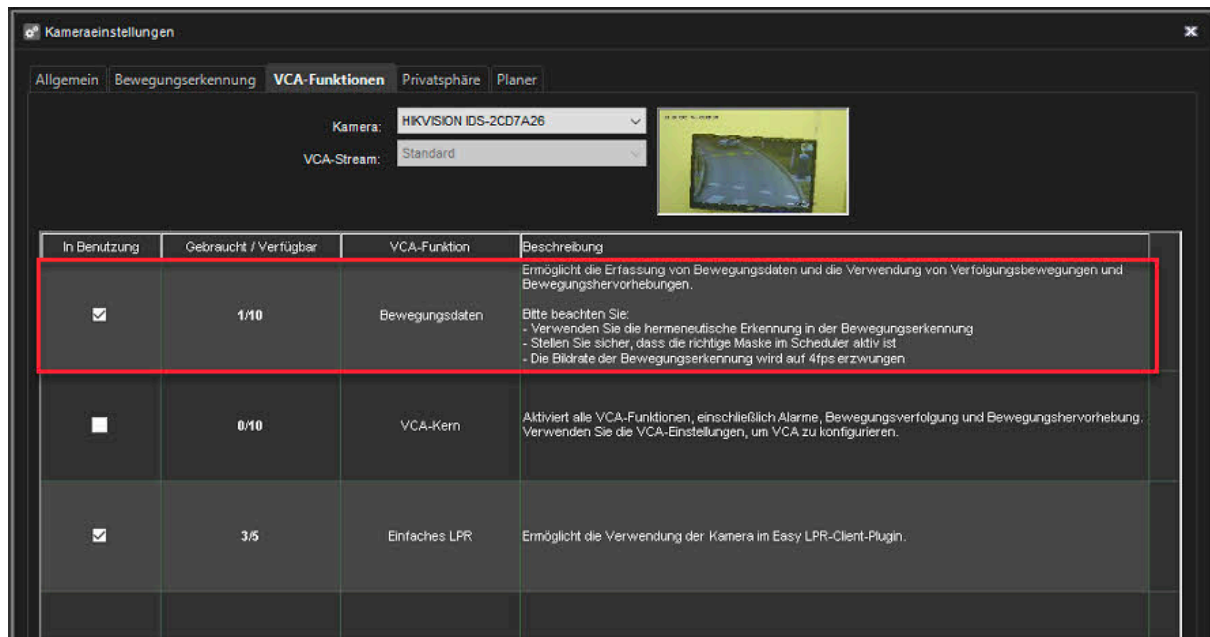 Kameraeinstellungen
Allgemein Bewegungserkennung VCA-Funktionen Privatsphäre Planer
Kamera: HIKVISION IDS-2CD7A26
VCA-Stream: Standard
In Benutzung Gebraucht / Verfügbar VCA-Funktion Beschreibung
Ermöglicht die Erfassung von Bewegungsdaten und die Verwendung von Verfolgungsbewegungen und
Bewegungshervorhebungen.
Bitte beachten Sie:
1/10 Bewegungsdaten
- Verwenden Sie die hermeneutische Erkennung in der Bewegungserkennung
- Stellen Sie sicher, dass die richtige Maske im Scheduler aktiv ist
- Die Bildrate der Bewegungserkennung wird auf 4fps erzwungen
0/10 VCA-Kern
Aktiviert alle VCA-Funktionen, einschließlich Alarme, Bewegungsverfolgung und Bewegungshervorhebung.
Verwenden Sie die VCA-Einstellungen, um VCA zu konfigurieren.
3/5 Einfaches LPR Ermöglicht die Verwendung der Kamera im Easy LPR-Client-Plugin.